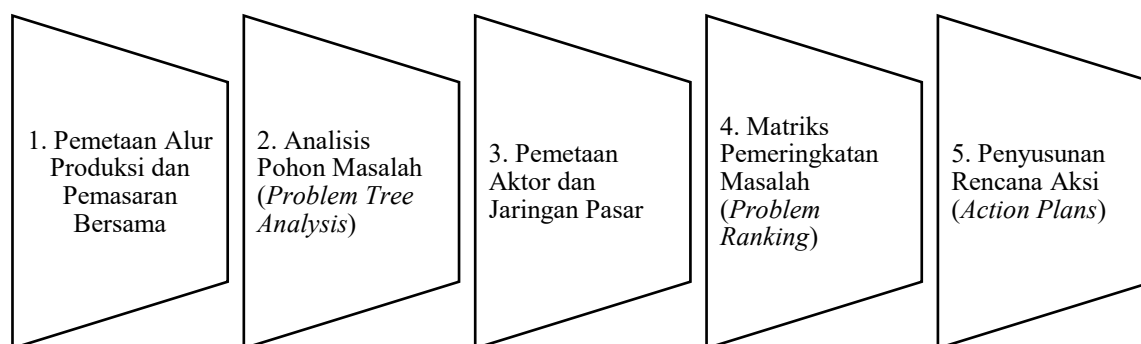 1. Pemetaan Alur
Produksi dan
Pemasaran
Bersama
2. Analisis
Pohon Masalah
(Problem Tree
Analysis)
3. Pemetaan
Aktor dan
Jaringan Pasar
4. Matriks
Pemeringkatan
Masalah
(Problem
Ranking)
5. Penyusunan
Rencana Aksi
(Action Plans)